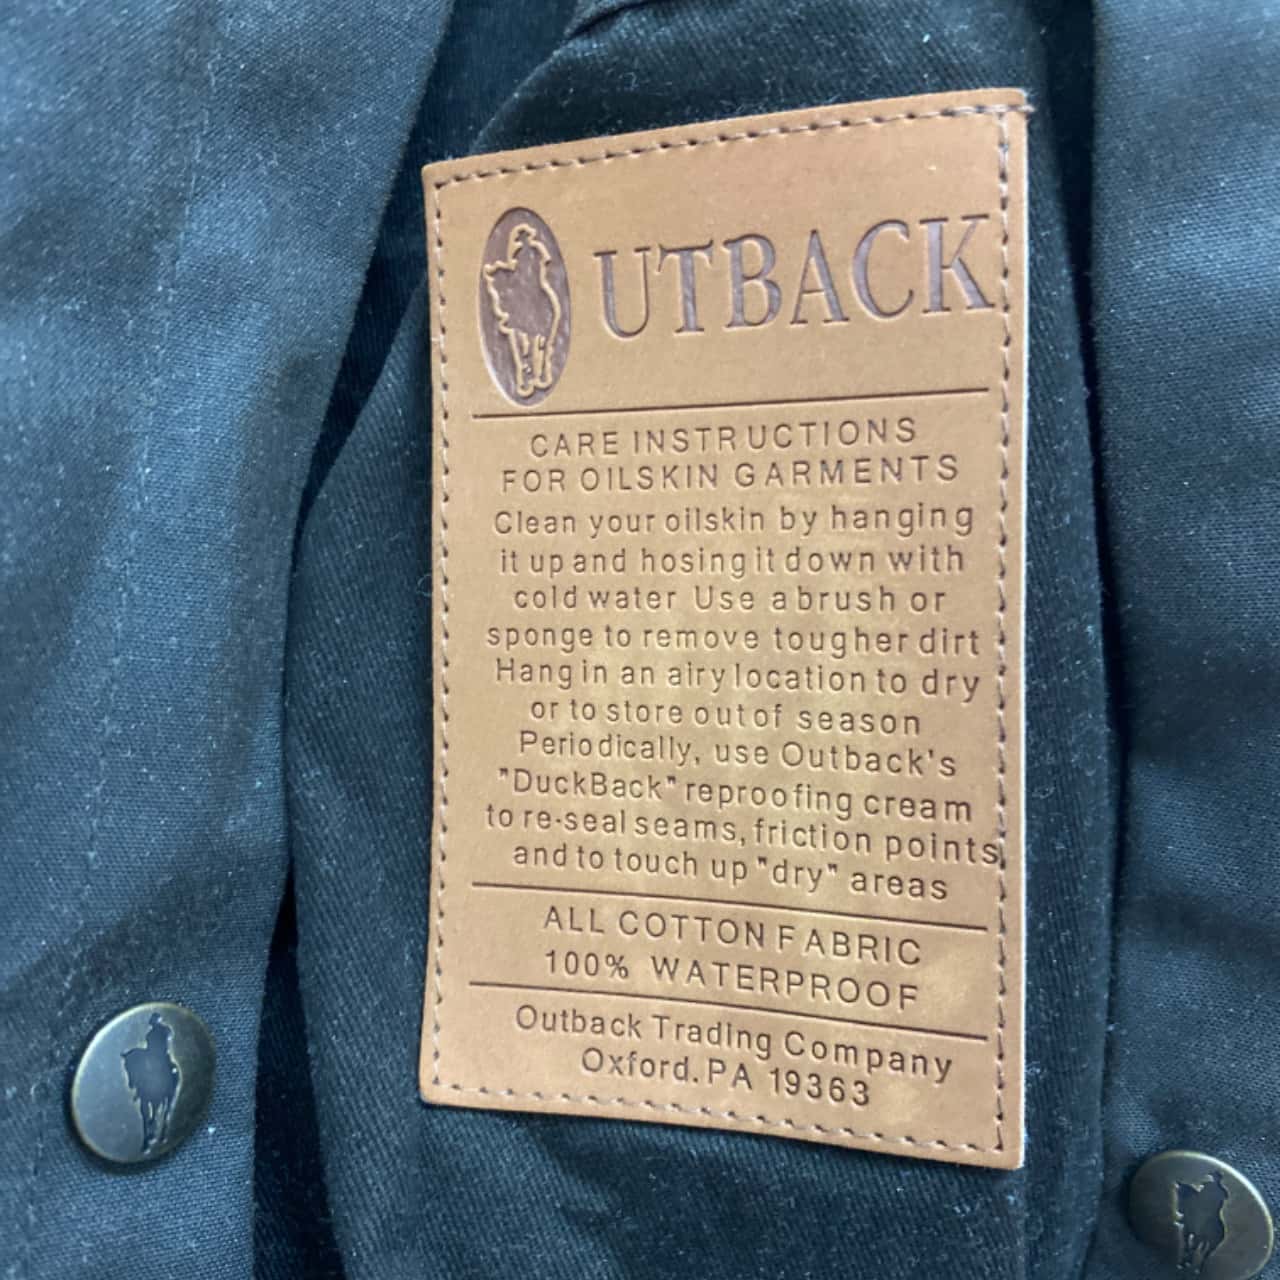 OUTBACK
CARE INSTRUCTIONS
FOR OILSKIN GARMENTS
Clean your oilskin by hanging
it up and hosing it down with
cold water Use a brush or
sponge to remove tougher dirt
Hang in an airy location to dry
or to store out of season
Periodically, use Outback's
"DuckBack" reproofing cream
to re-seal seams, friction points
and to touch up "dry" areas
ALL COTTON FABRIC
100% WATERPROOF
Outback Trading Company
Oxford. PA 19363